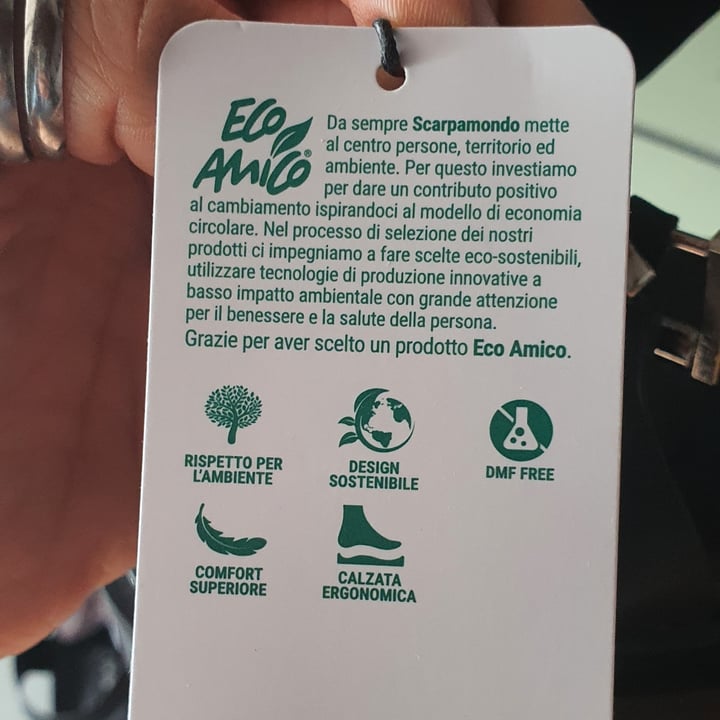 ECO
AMICO®
Da sempre Scarpamondo mette
al centro persone, territorio ed
ambiente. Per questo investiamo
per dare un contributo positivo
al cambiamento ispirandoci al modello di economia
circolare. Nel processo di selezione dei nostri
prodotti ci impegniamo a fare scelte eco-sostenibili,
utilizzare tecnologie di produzione innovative a
basso impatto ambientale con grande attenzione
per il benessere e la salute della persona.
Grazie per aver scelto un prodotto Eco Amico.
RISPETTO PER
L'AMBIENTE
DESIGN
SOSTENIBILE
DMF FREE
COMFORT
SUPERIORE
CALZATA
ERGONOMICA